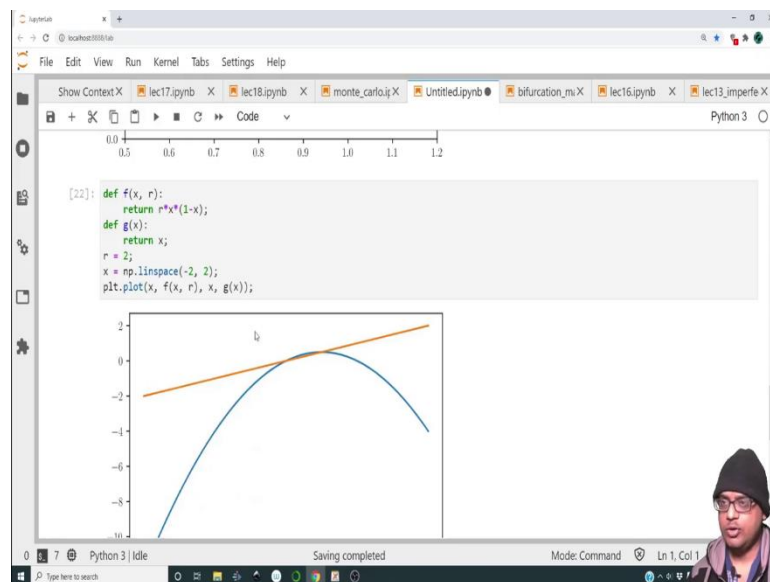 JupyterLab
localhost:8888/lab
File Edit View Run Kernel Tabs Settings Help
Show Context lec17.ipynb lec18.ipynb monte_carlo.ip Untitled.ipynb lec16.ipynb lec13_imperfe
Code Python 3
0.0
0.5 0.6 0.7 0.8 0.9 1.0 1.1 1.2
[22]: def f(x, r):
return r*x*(1-x);
def g(x):
return x;
r = 2;
x = np.linspace(-2, 2);
plt.plot(x, f(x, r), x, g(x));
2
0
−2
−4
−6
−8
−10
0 7 Python 3 | Idle Saving completed Mode: Command Ln 1, Col 1
Type here to search